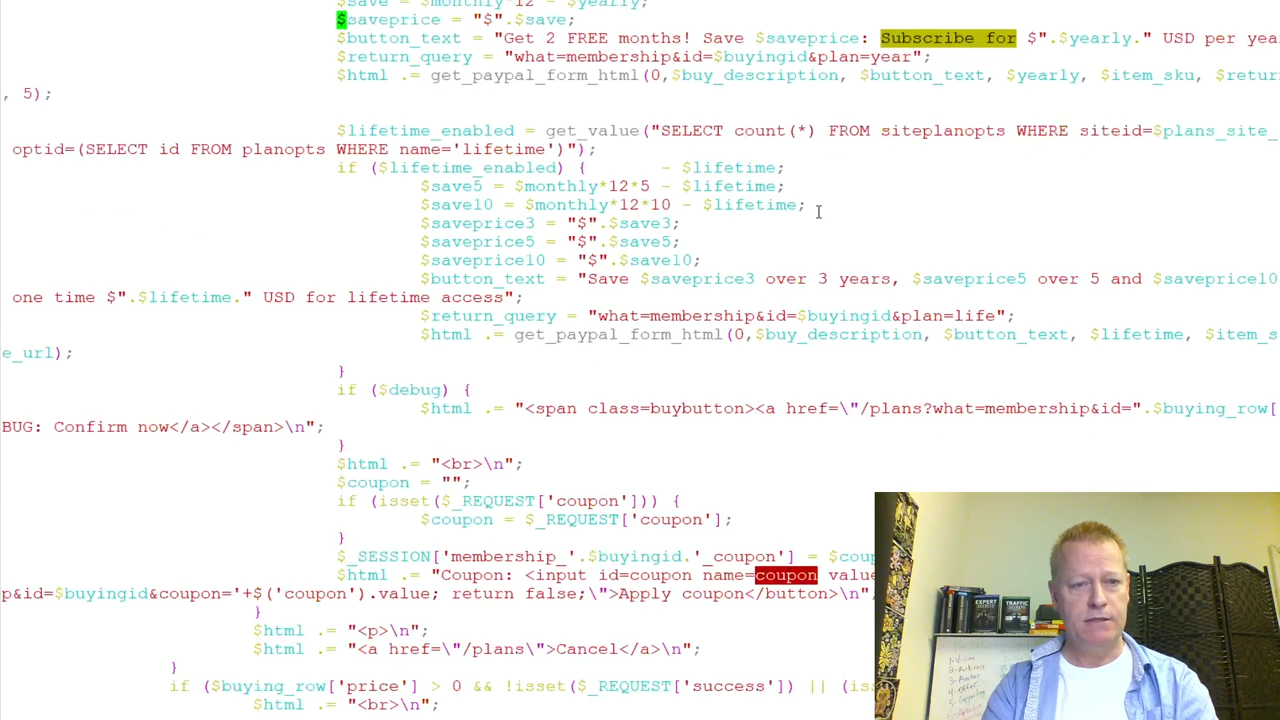 $save = $monthly*12 - $yearly;
$saveprice = "$".$save;
$button_text = "Get 2 FREE months! Save $saveprice: Subscribe for $".$yearly." USD per yea
$return_query = "what=membership&id=$buyingid&plan=year";
$html .= get_paypal_form_html(0,$buy_description, $button_text, $yearly, $item_sku, $retur
, 5);
$lifetime_enabled = get_value("SELECT count(*) FROM siteplanopts WHERE siteid=$plans_site_
optid=(SELECT id FROM planopts WHERE name='lifetime')");
if ($lifetime_enabled) { - $lifetime;
$save5 = $monthly*12*5 - $lifetime;
$save10 = $monthly*12*10 - $lifetime;
$saveprice3 = "$".$save3;
$saveprice5 = "$".$save5;
$saveprice10 = "$".$save10;
$button_text = "Save $saveprice3 over 3 years, $saveprice5 over 5 and $saveprice10
one time $".$lifetime." USD for lifetime access";
$return_query = "what=membership&id=$buyingid&plan=life";
$html .= get_paypal_form_html(0,$buy_description, $button_text, $lifetime, $item_s
e_url);
}
if ($debug) {
$html .= "<span class=buybutton><a href=\"/plans?what=membership&id=".$buying_row[
BUG: Confirm now</a></span>\n";
}
$html .= "<br>\n";
$coupon = "";
if (isset($_REQUEST['coupon'])) {
$coupon = $_REQUEST['coupon'];
}
$_SESSION['membership_'.$buyingid.'_coupon'] = $cou
$html .= "Coupon: <input id=coupon name=coupon value
p&id=$buyingid&coupon='+$('coupon').value; return false;\">Apply coupon</button>\n";
}
$html .= "<p>\n";
$html .= "<a href=\"/plans\">Cancel</a>\n";
}
if ($buying_row['price'] > 0 && !isset($_REQUEST['success']) || (is
$html .= "<br>\n";
EXPERT
SECRETS
TRAFFIC
SECRETS